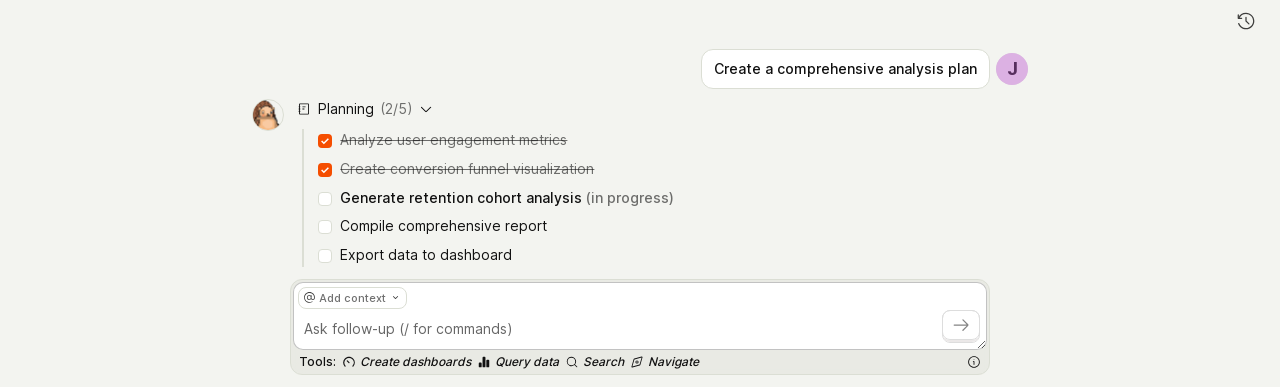 Create a comprehensive analysis plan
J
Planning (2/5)
Analyze user engagement metrics
Create conversion funnel visualization
Generate retention cohort analysis (in progress)
Compile comprehensive report
Export data to dashboard
@ Add context
Ask follow-up (/ for commands)
Tools: Create dashboards Query data Search Navigate